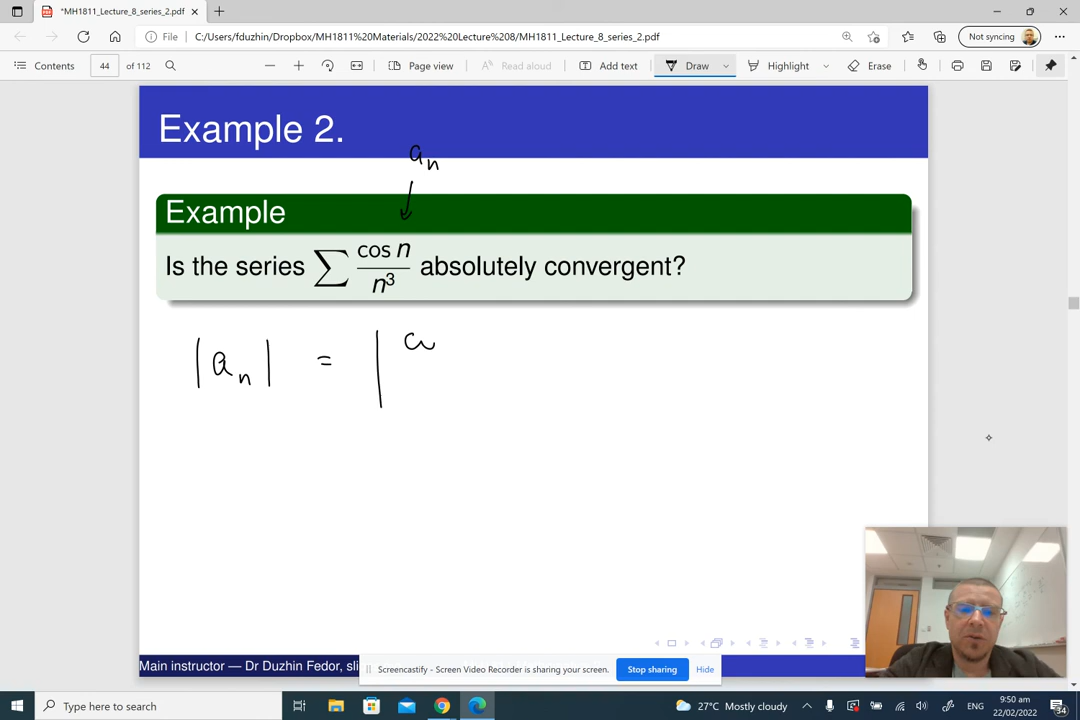 *MH1811_Lecture_8_series_2.pdf
File C:/Users/fduzhin/Dropbox/MH1811%20Materials/2022%20Lecture%208/MH1811_Lecture_8_series_2.pdf Not syncing
Contents 44 of 112 Page view Read aloud Add text Draw Highlight Erase
Example 2.
aₙ
Example
Is the series ∑ cos n / n³ absolutely convergent?
|aₙ| = |
Main instructor — Dr Duzhin Fedor, sli
Screencastify - Screen Video Recorder is sharing your screen. Stop sharing Hide
Type here to search 27°C Mostly cloudy ENG 9:50 am
22/02/2022 34